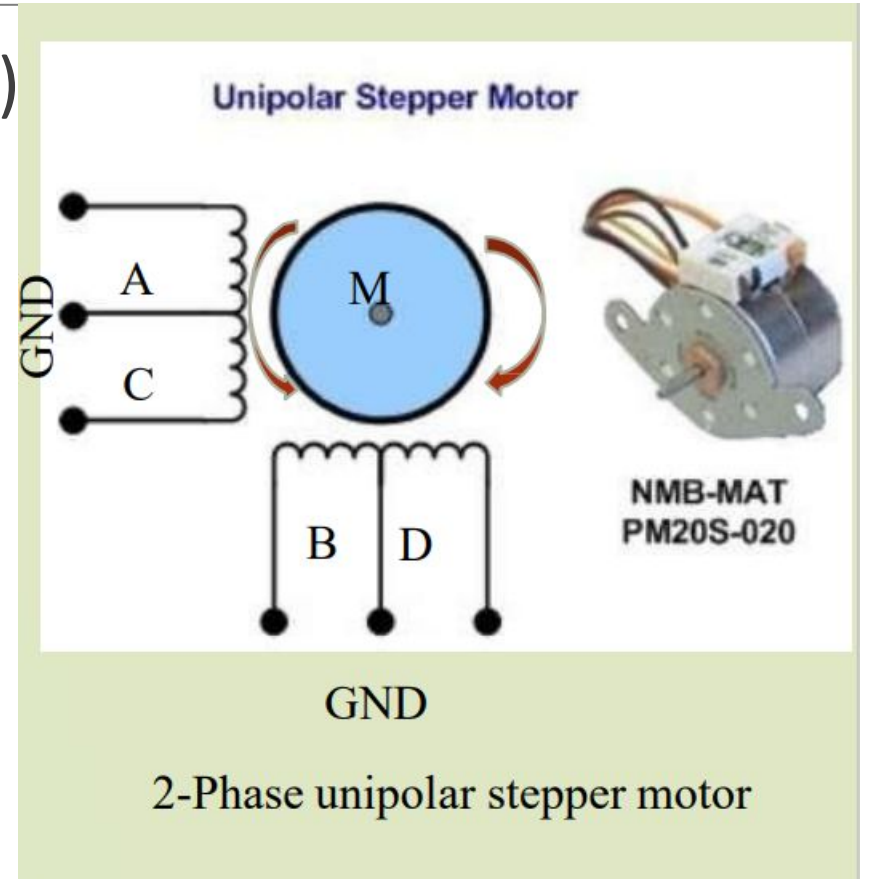 )
Unipolar Stepper Motor
A
M
GND
C
NMB-MAT
PM20S-020
B D
GND
2-Phase unipolar stepper motor